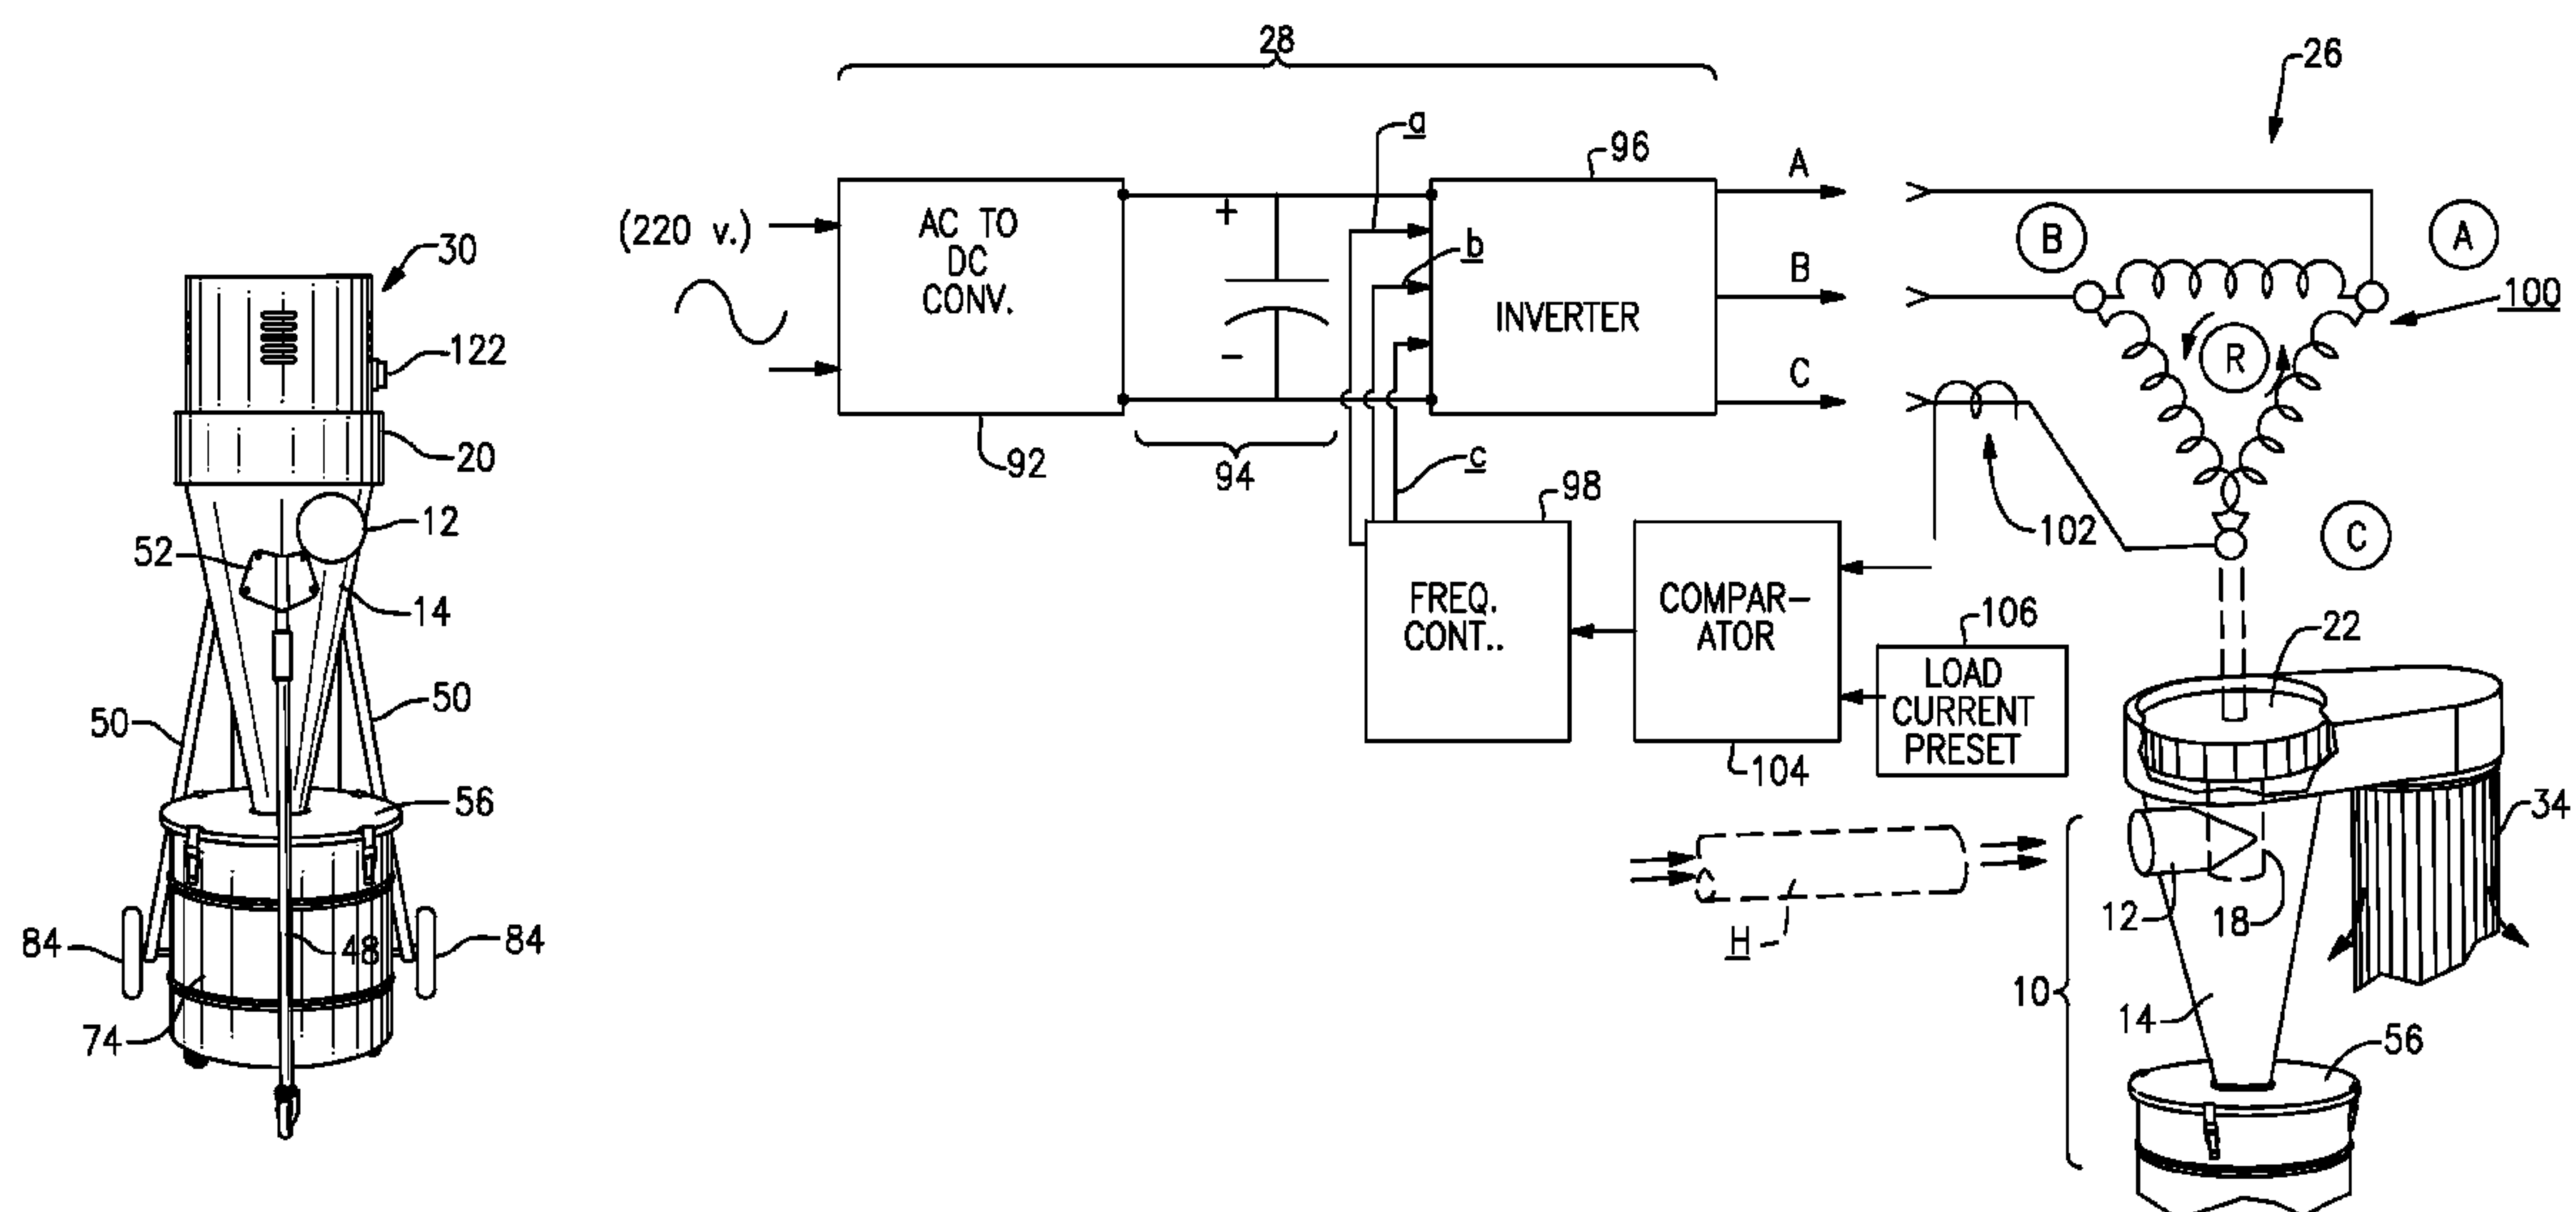 30
122
20
12
52
14
50
50
56
84
84
48
74
28
26
a
96
A
(220 v.)
AC TO
DC
CONV.
+
b
B
A
B
INVERTER
100
R
−
C
92
94
c
98
102
C
FREQ.
CONT..
COMPAR-
ATOR
106
LOAD
CURRENT
PRESET
104
22
34
H
12
18
10
14
56